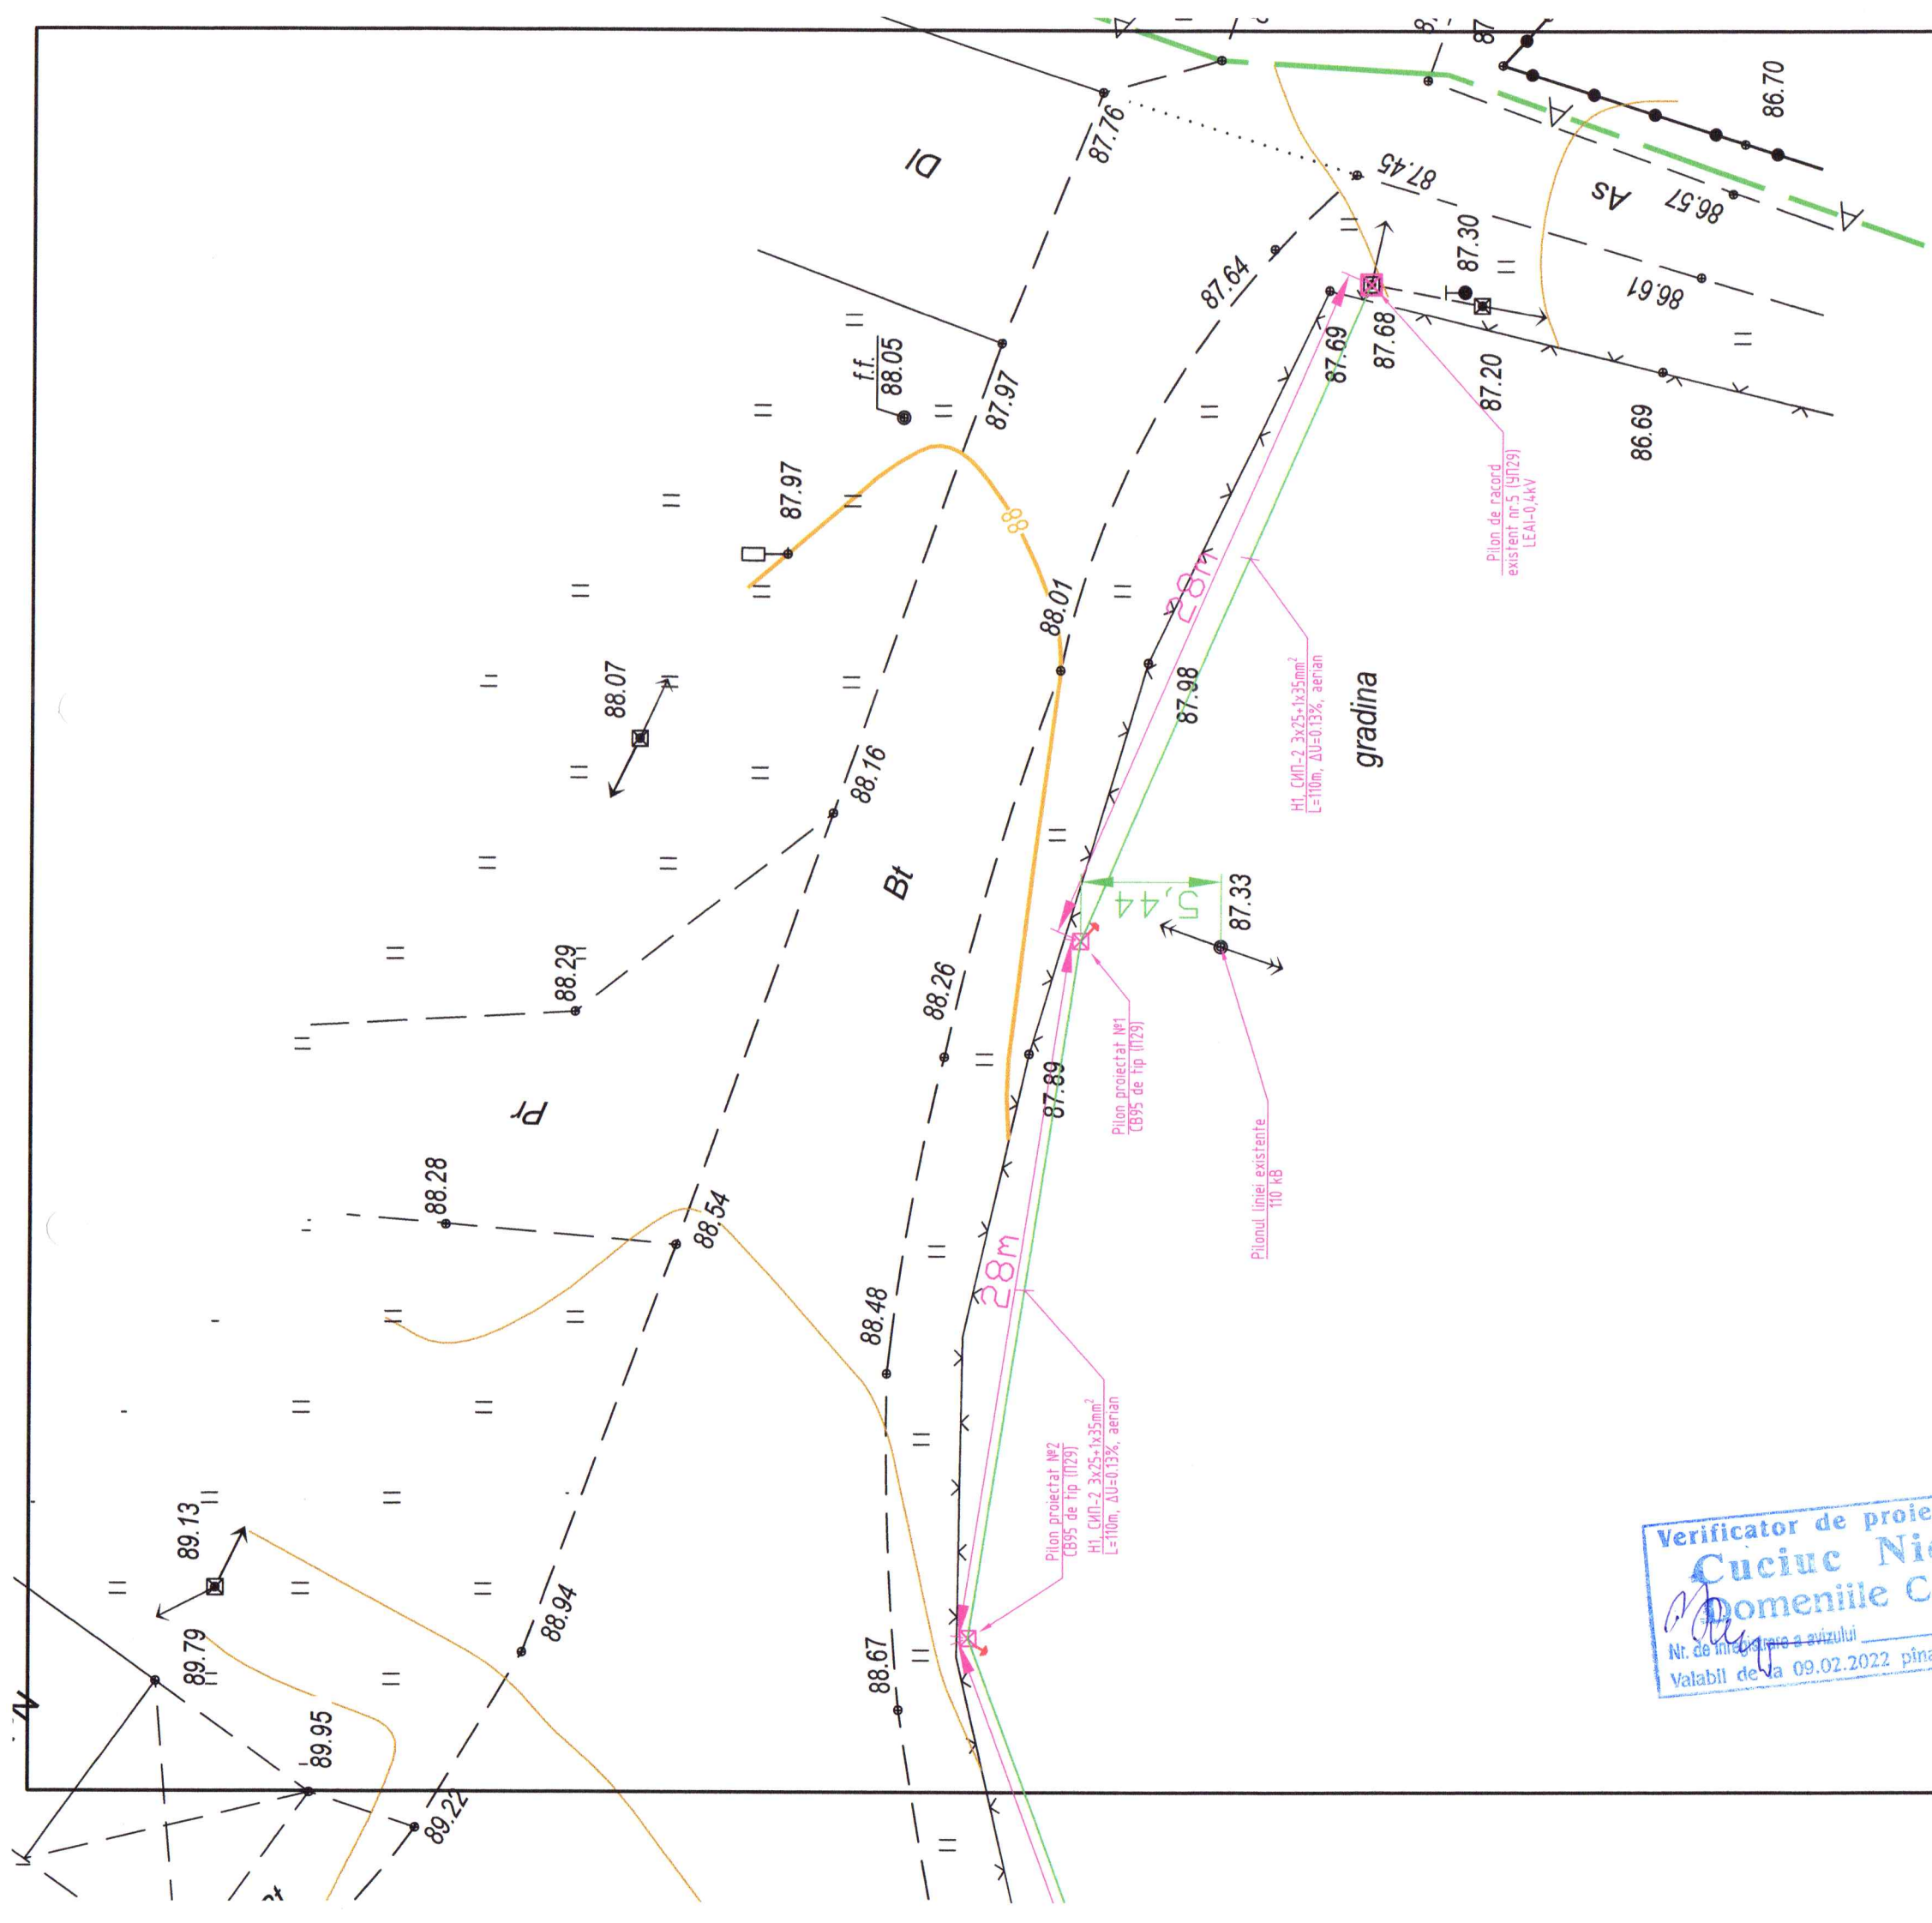 86.70
87.76
Dl
87.45
As
86.57
87.30
87.64
86.61
f.f.
88.05
87.69
87.68
87.97
87.20
86.69
87.97
88
Pilon de racord
existent nr.5 (УП29)
LEAI-0,4kV
28m
88.01
88.07
87.98
H1, СИП-2 3x25+1x35mm²
L=110m, ΔU=0.13%, aerian
gradina
88.16
Bt
5,44
87.33
88.29
88.26
Pilon proiectat №1
CB95 de tip (П29)
87.89
Pr
Pilonul liniei existente
110 kB
88.28
88.54
28m
88.48
Pilon proiectat №2
CB95 de tip (П29)
H1, СИП-2 3x25+1x35mm²
L=110m, ΔU=0.13%, aerian
89.13
88.94
88.67
89.79
89.95
89.22
Verificator de proie
Cuciuc Nic
Domeniile C
Nr. de înregistrare a avizului
Valabil de la 09.02.2022 pîna